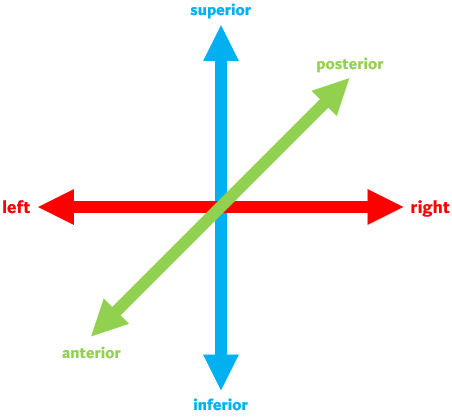 superior
posterior
left
right
anterior
inferior